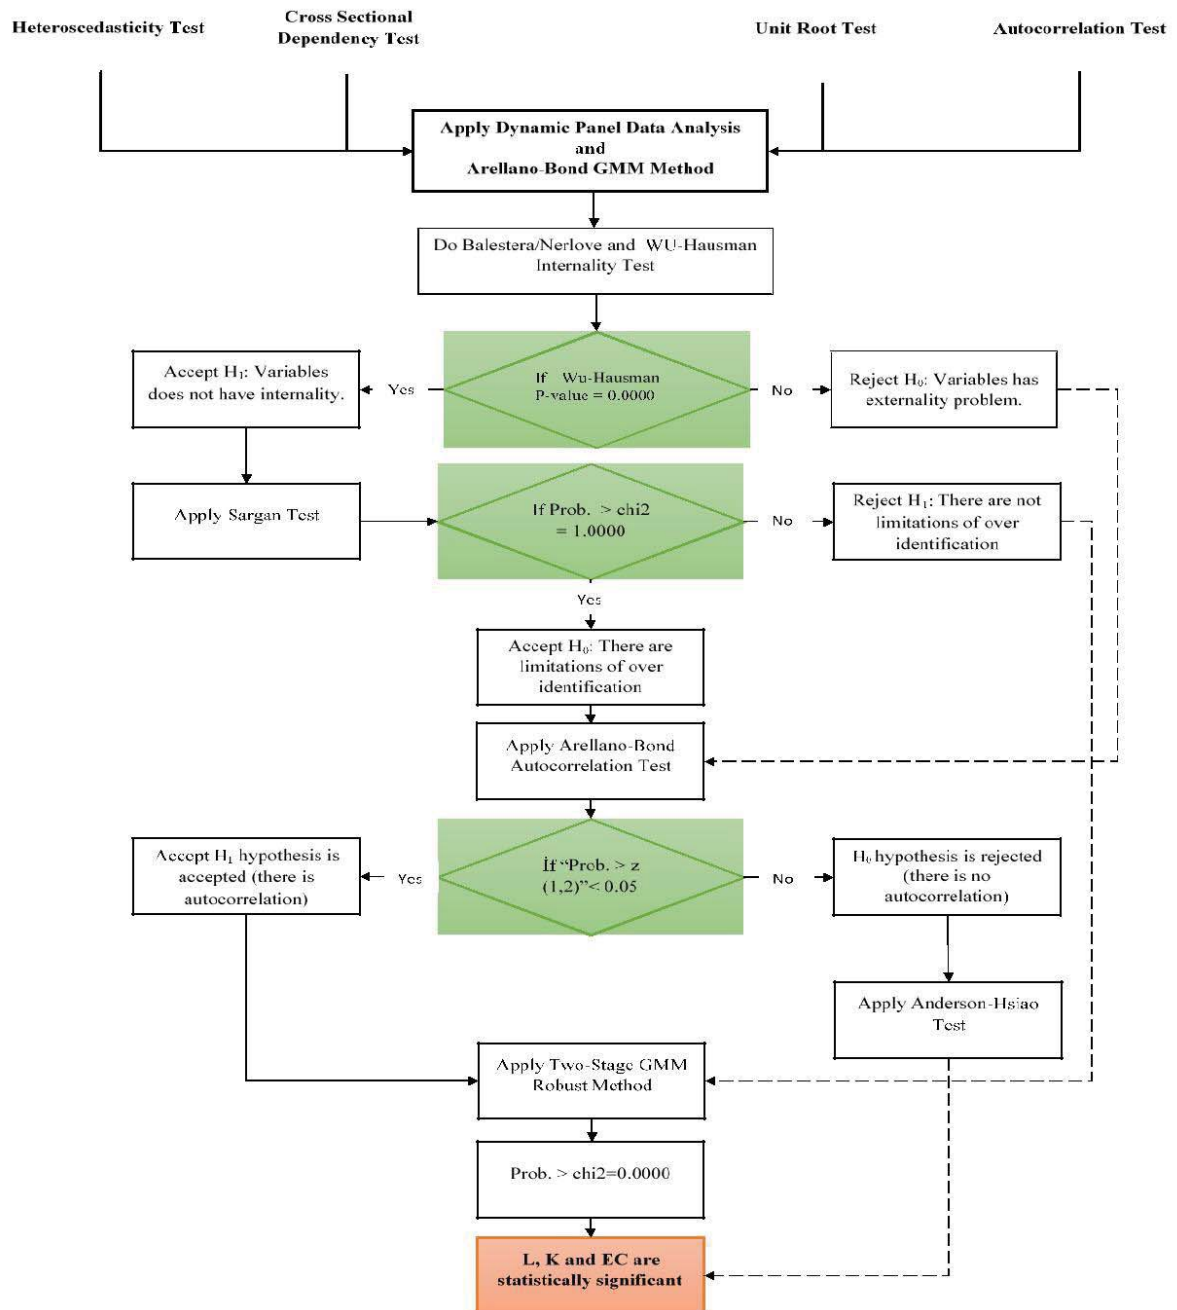 Heteroscedasticity Test
Cross Sectional
Dependency Test
Unit Root Test
Autocorrelation Test
Apply Dynamic Panel Data Analysis
and
Arellano-Bond GMM Method
Do Balestera/Nerlove and WU-Hausman
Internality Test
Accept H₁: Variables
does not have internality.
Yes
If Wu-Hausman
P-value = 0.0000
No
Reject H₀: Variables has
externality problem.
Apply Sargan Test
If Prob. > chi2
= 1.0000
No
Reject H₁: There are not
limitations of over
identification
Yes
Accept H₀: There are
limitations of over
identification
Apply Arellano-Bond
Autocorrelation Test
Accept H₁ hypothesis is
accepted (there is
autocorrelation)
Yes
İf “Prob. > z
(1,2)”< 0.05
No
H₀ hypothesis is rejected
(there is no
autocorrelation)
Apply Anderson-Hsiao
Test
Apply Two-Stage GMM
Robust Method
Prob. > chi2=0.0000
L, K and EC are
statistically significant